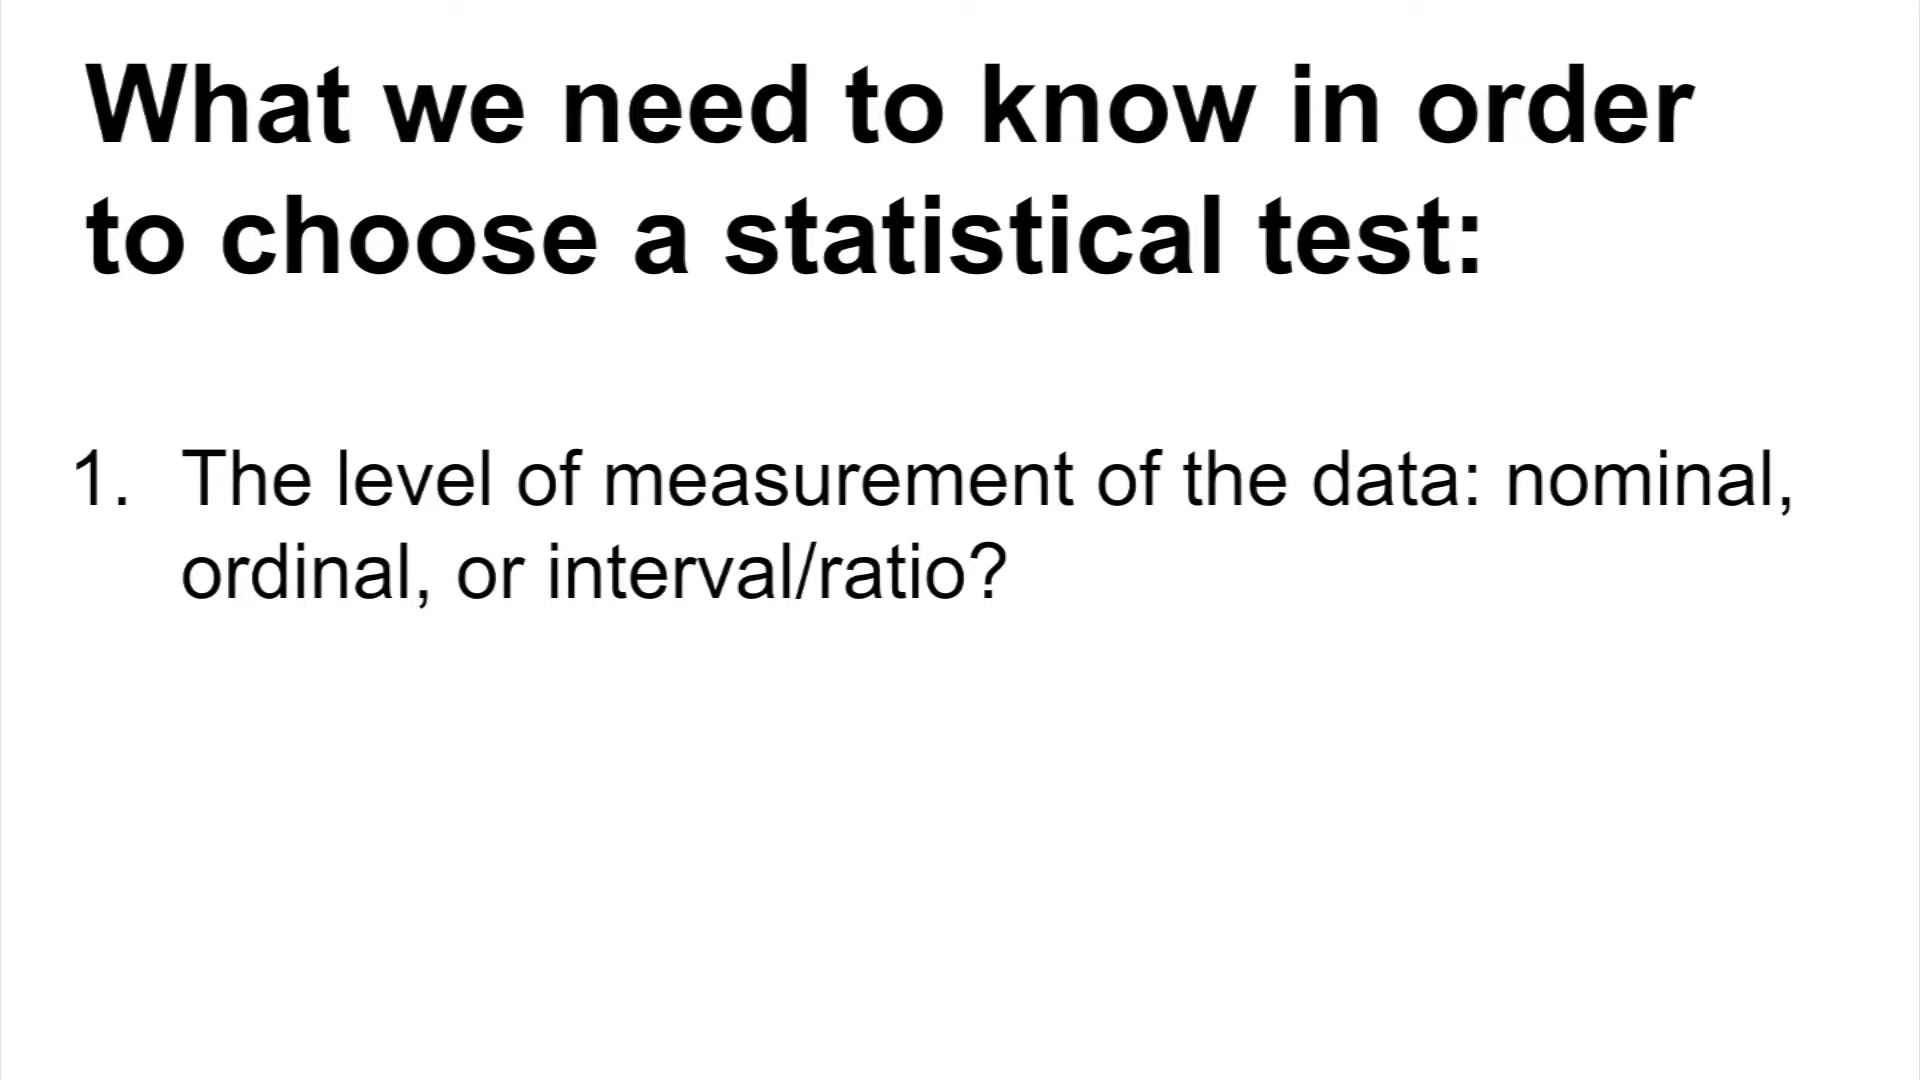 What we need to know in order
to choose a statistical test:
1. The level of measurement of the data: nominal,
ordinal, or interval/ratio?